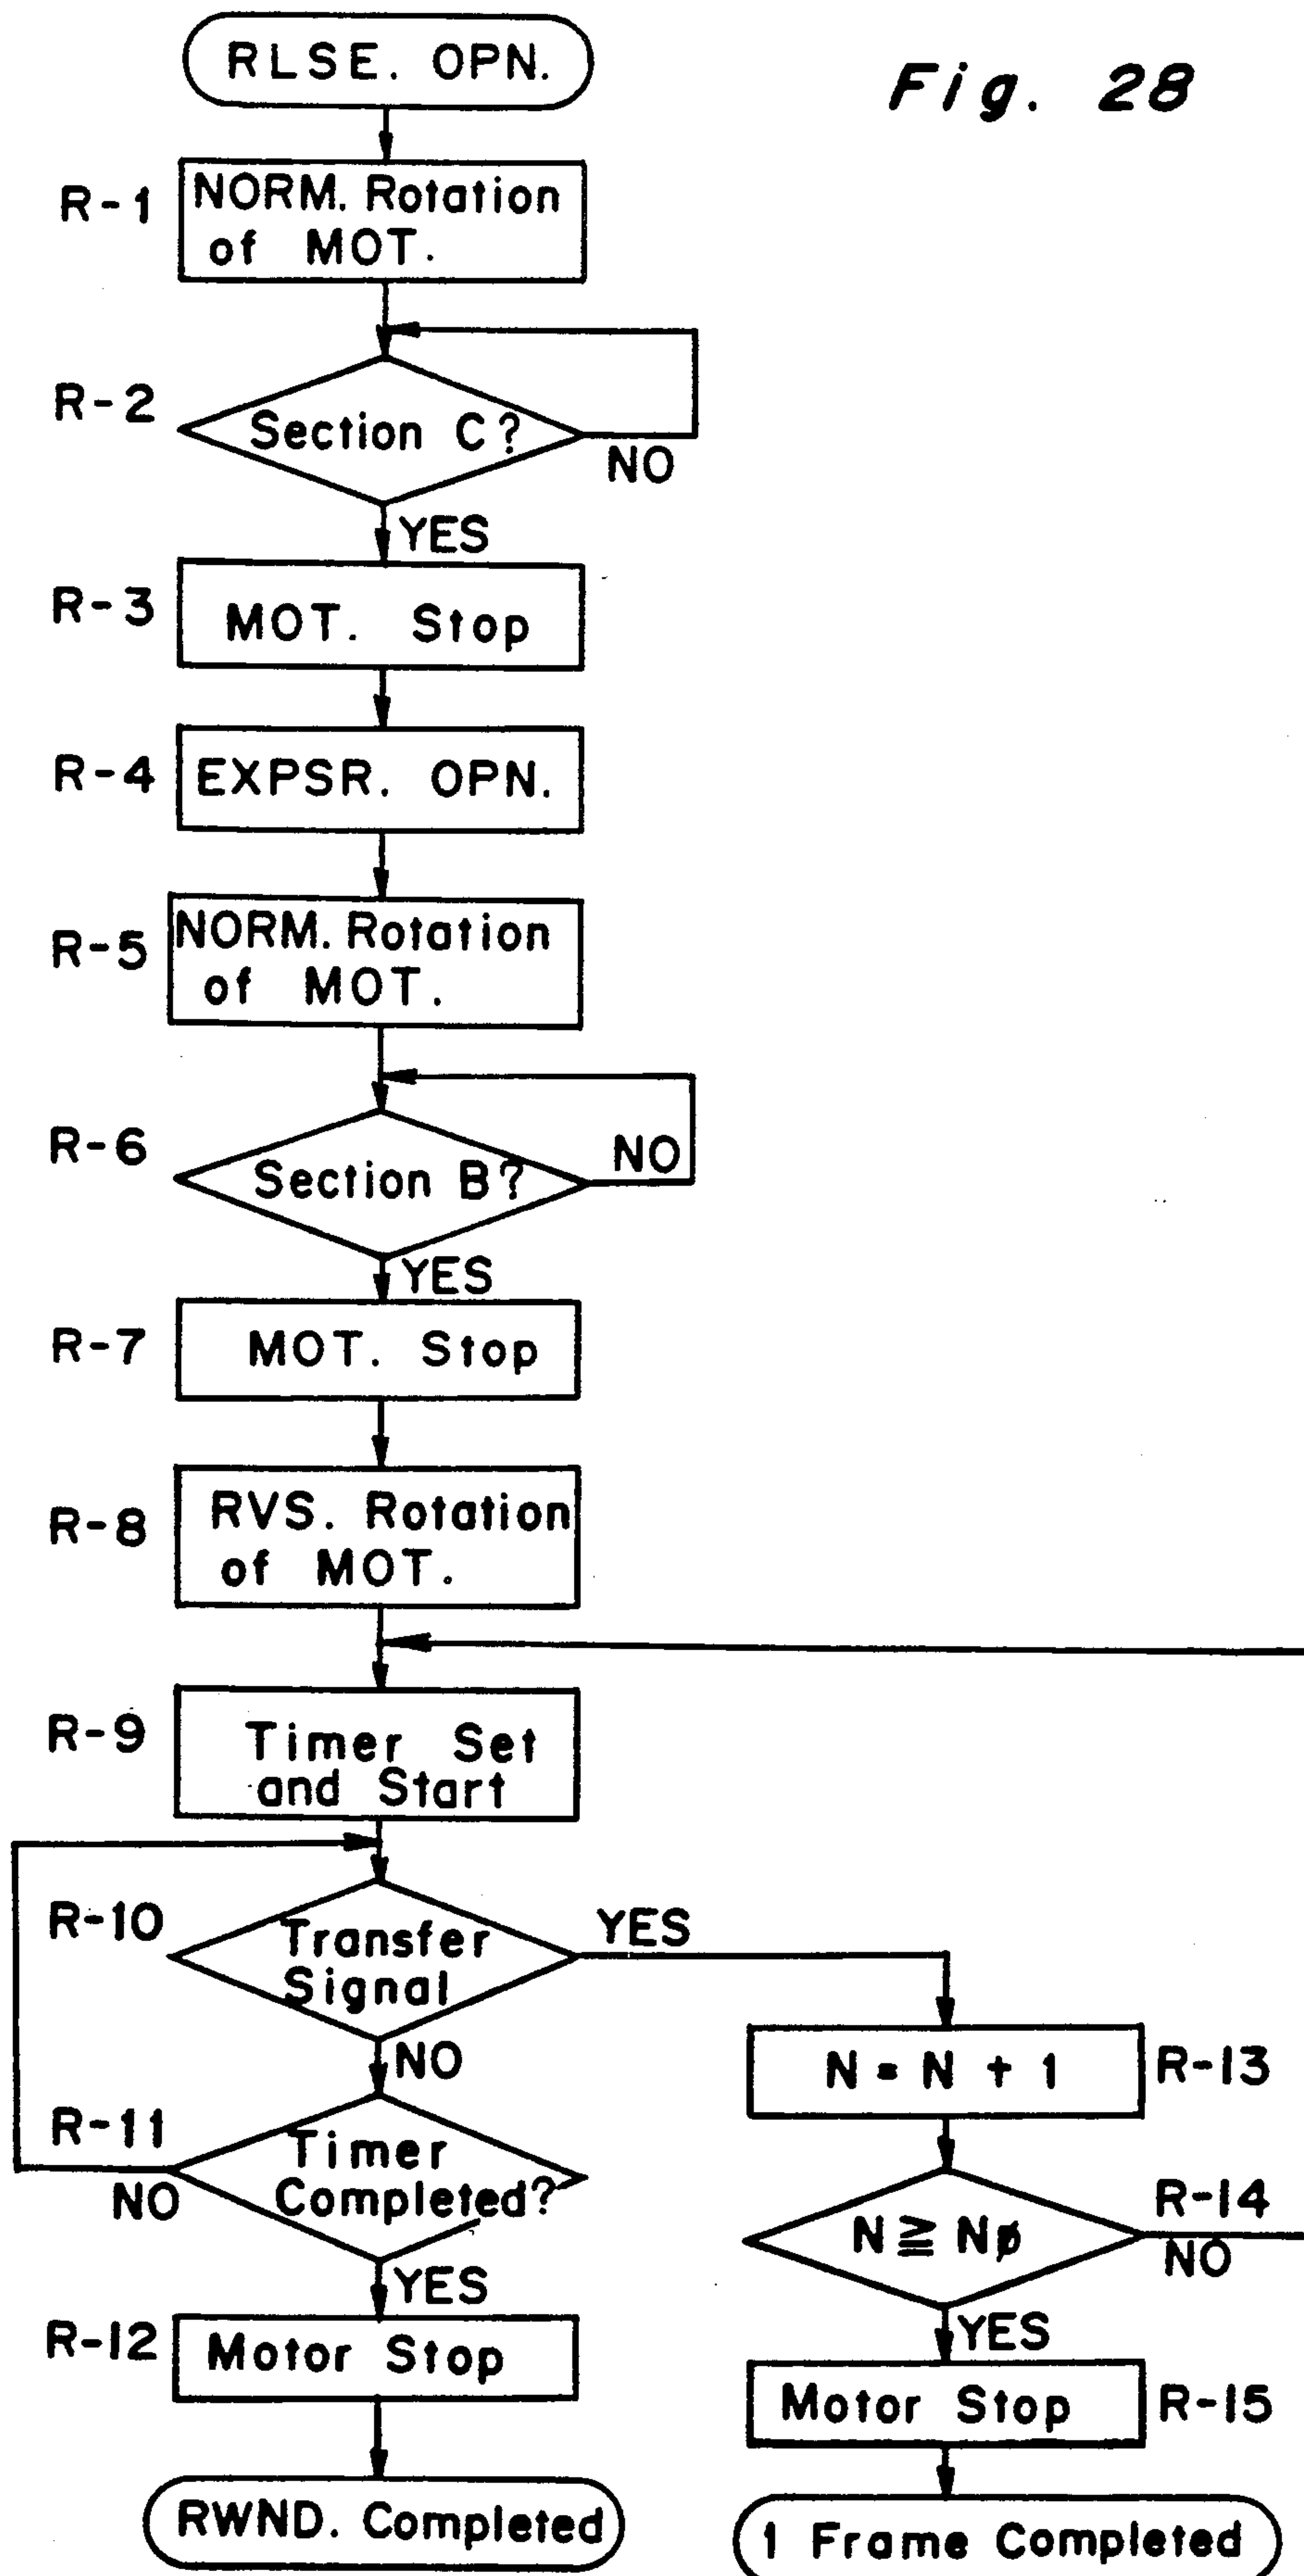 RLSE. OPN.
Fig. 28
R-1
NORM. Rotation
of MOT.
R-2
Section C?
NO
YES
R-3
MOT. Stop
R-4
EXPSR. OPN.
R-5
NORM. Rotation
of MOT.
R-6
Section B?
NO
YES
R-7
MOT. Stop
R-8
RVS. Rotation
of MOT.
R-9
Timer Set
and Start
R-10
Transfer
Signal
YES
NO
N = N + 1
R-13
R-11
Timer
Completed?
NO
YES
N ≧ Nø
R-14
NO
YES
R-12
Motor Stop
Motor Stop
R-15
RWND. Completed
1 Frame Completed